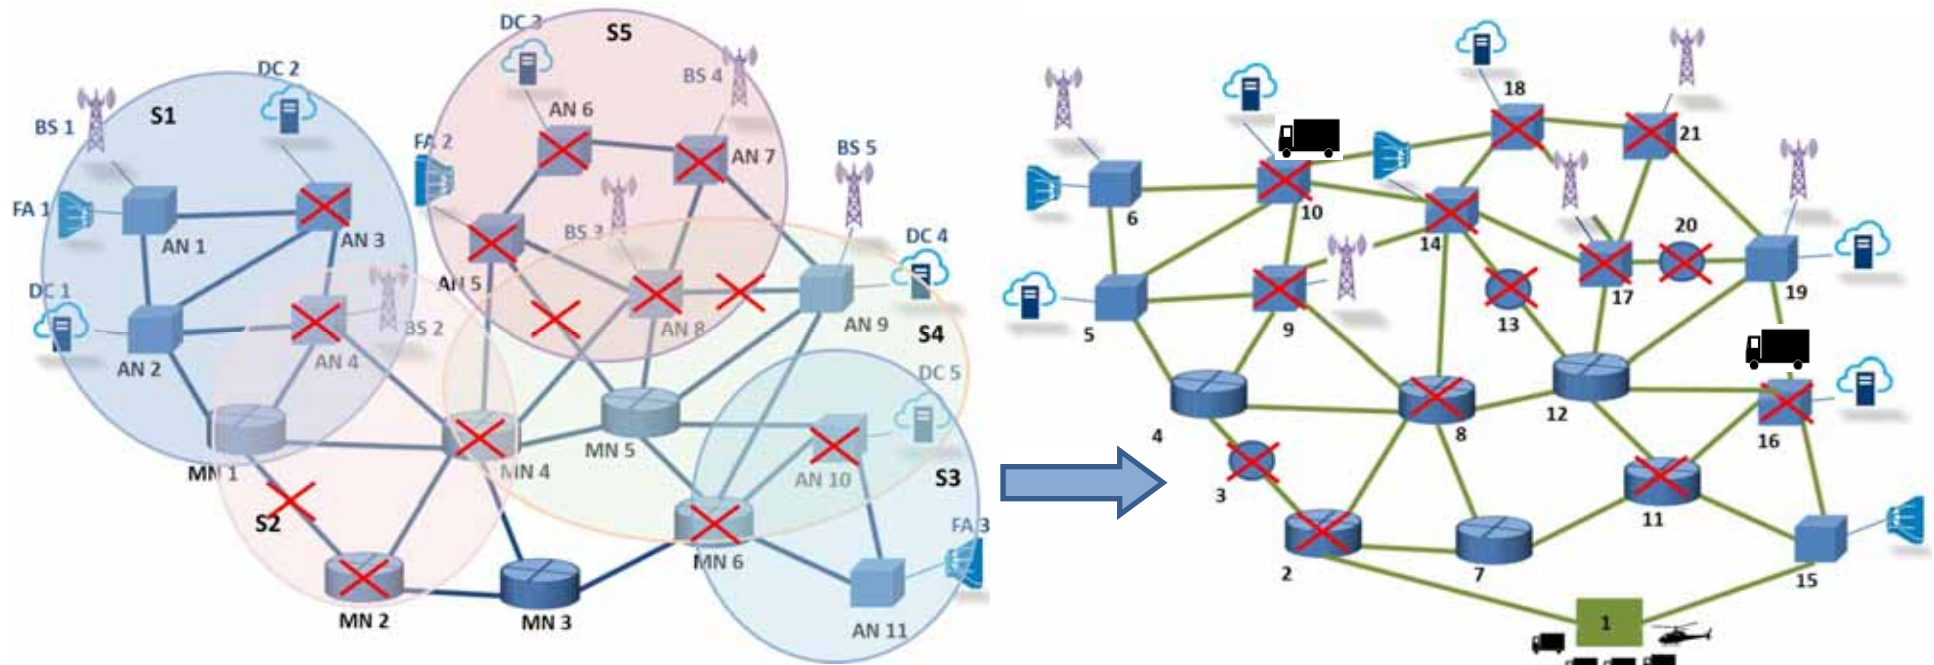 DC 3
S5
DC 2
BS 4
S1
AN 6
BS 1
FA 2
AN 7
BS 5
FA 1
AN 1
AN 3
BS 3
DC 4
AN 5
DC 1
BS 2
AN 8
AN 9
S4
AN 2
AN 4
DC 5
MN 5
MN 1
MN 4
AN 10
S3
S2
FA 3
MN 6
MN 2
MN 3
AN 11
18
21
6
10
14
20
17
19
5
9
13
4
8
12
16
3
11
2
7
15
1